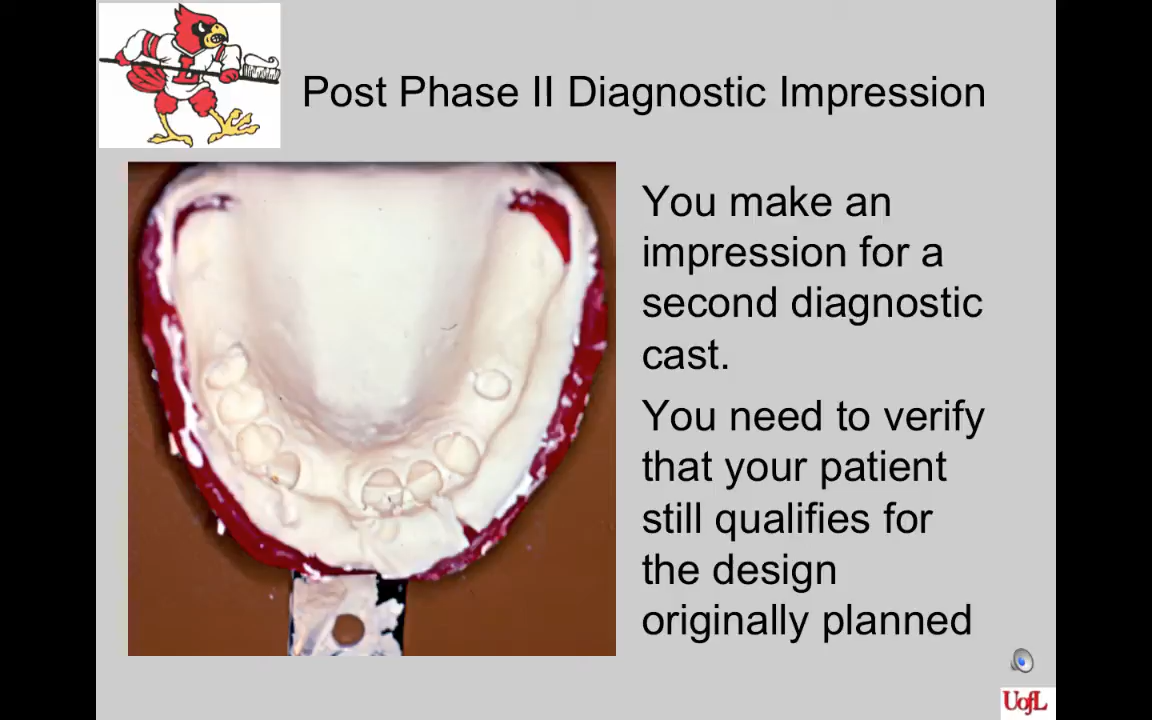 Post Phase II Diagnostic Impression
You make an
impression for a
second diagnostic
cast.
You need to verify
that your patient
still qualifies for
the design
originally planned
L
UofL